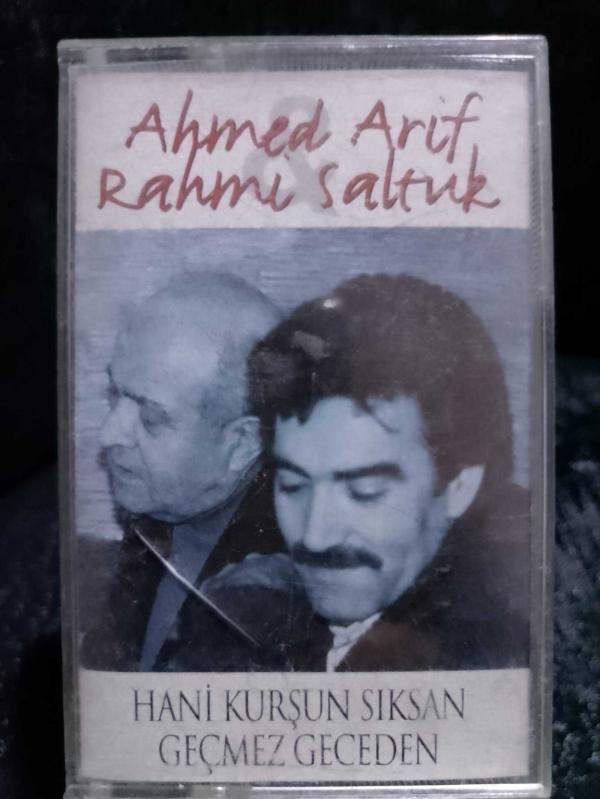 Ahmed Arif
&
Rahmi Saltuk
HANİ KURŞUN SIKSAN
GEÇMEZ GECEDEN